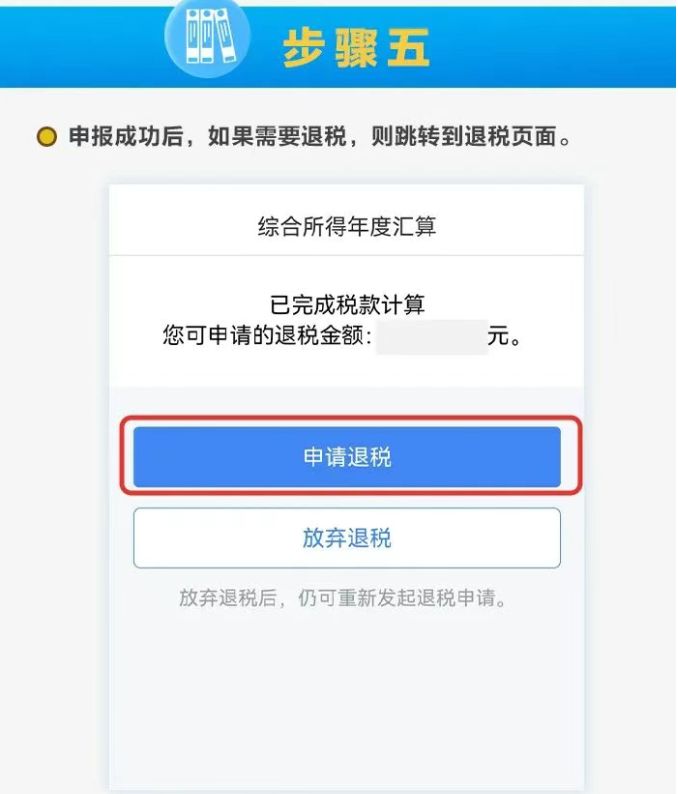 步骤五
申报成功后，如果需要退税，则跳转到退税页面。
综合所得年度汇算
已完成税款计算
您可申请的退税金额：元。
申请退税
放弃退税
放弃退税后，仍可重新发起退税申请。